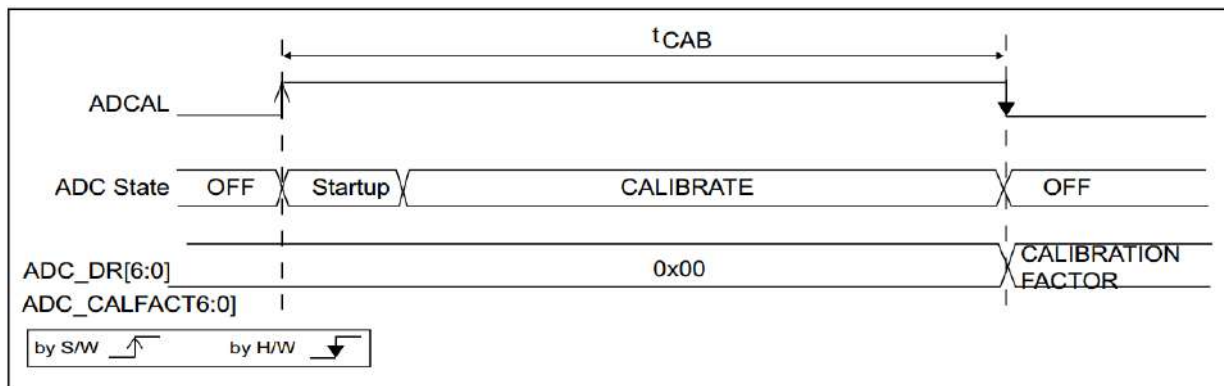 tCAB
ADCAL
ADC State OFF Startup CALIBRATE OFF
ADC_DR[6:0] 0x00 CALIBRATION FACTOR
ADC_CALFACT6:0]
by S/W by H/W